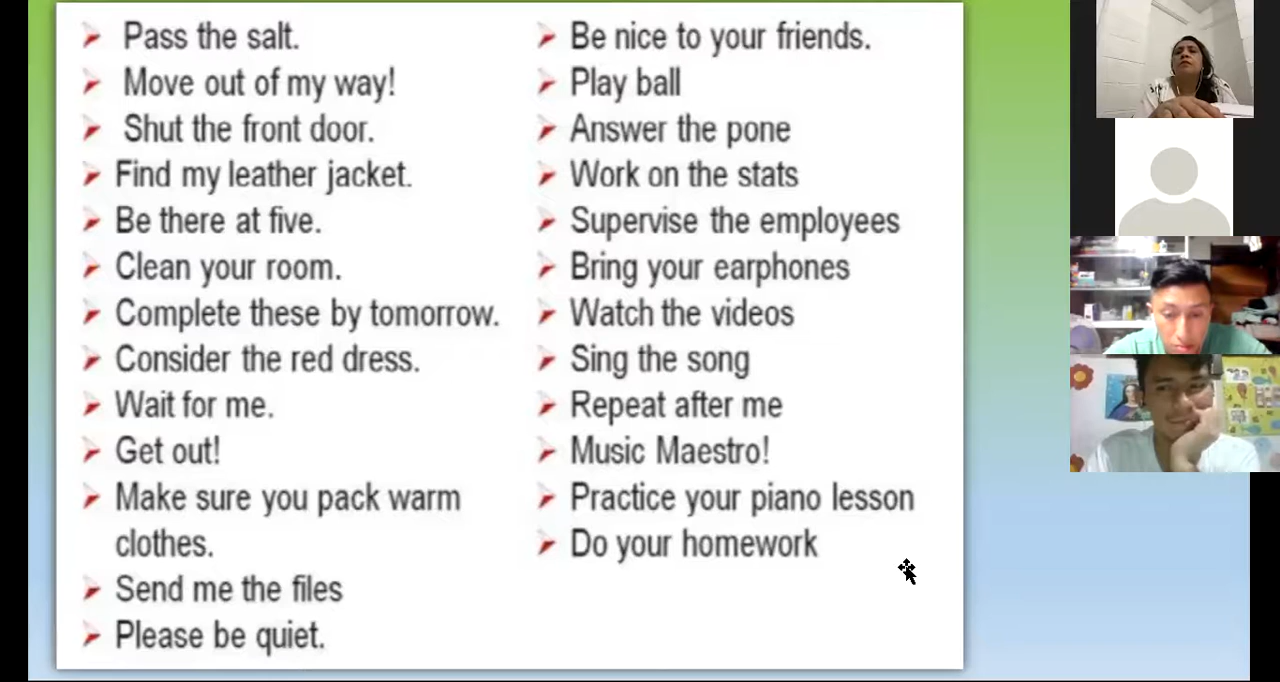 Pass the salt.
Move out of my way!
Shut the front door.
Find my leather jacket.
Be there at five.
Clean your room.
Complete these by tomorrow.
Consider the red dress.
Wait for me.
Get out!
Make sure you pack warm
clothes.
Send me the files
Please be quiet.
Be nice to your friends.
Play ball
Answer the pone
Work on the stats
Supervise the employees
Bring your earphones
Watch the videos
Sing the song
Repeat after me
Music Maestro!
Practice your piano lesson
Do your homework